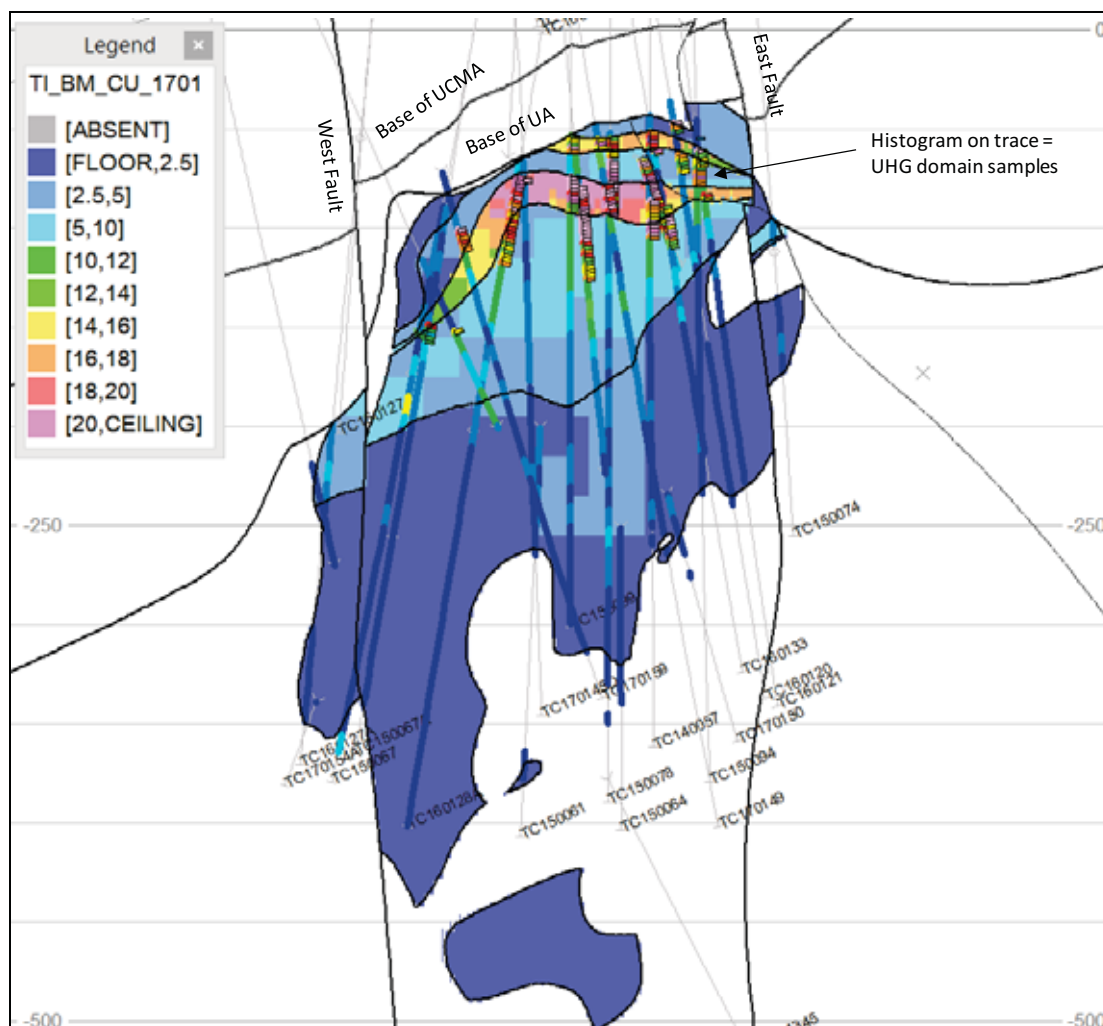 Legend
×
TI_BM_CU_1701
[ABSENT]
[FLOOR,2.5]
[2.5,5]
[5,10]
[10,12]
[12,14]
[14,16]
[16,18]
[18,20]
[20,CEILING]
West Fault
Base of UCMA
Base of UA
East Fault
Histogram on trace =
UHG domain samples
0
-250
-250
-500
-500
TC150074
TC160133
TC160120
TC160121
TC170159
TC140057
TC150094
TC150078
TC150064
TC170149
TC150061
TC150067
TC170154A